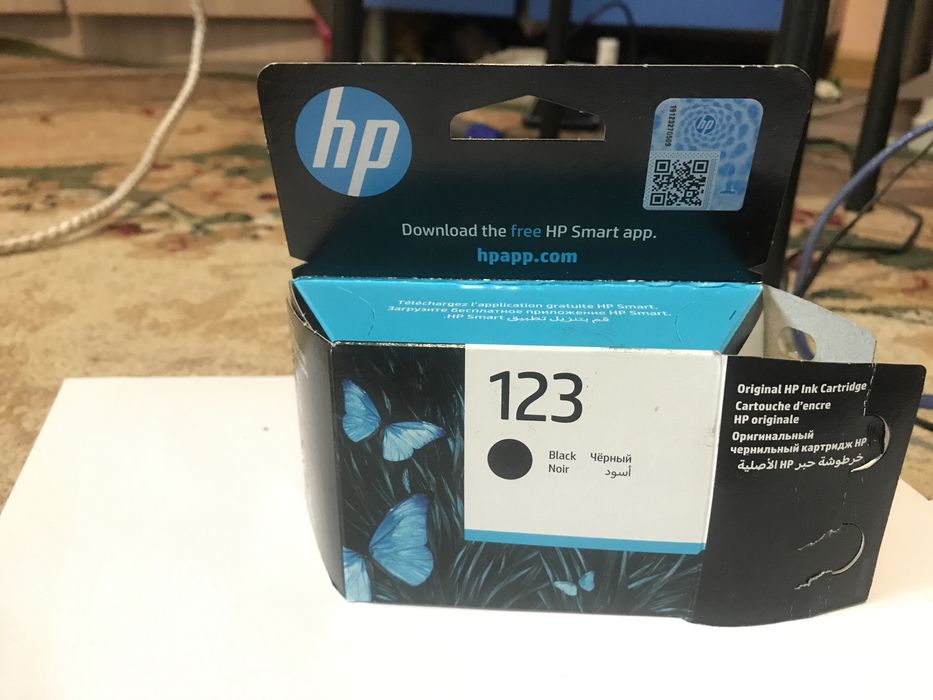 hp
hp
19123270509
Download the free HP Smart app.
hpapp.com
Téléchargez l'application gratuite HP Smart.
Загрузите бесплатное приложение HP Smart.
قم بتنزيل تطبيق HP Smart.
123
Black Чёрный
Noir أسود
Original HP Ink Cartridge
Cartouche d'encre
HP originale
Оригинальный
чернильный картридж HP
خرطوشة حبر HP الأصلية